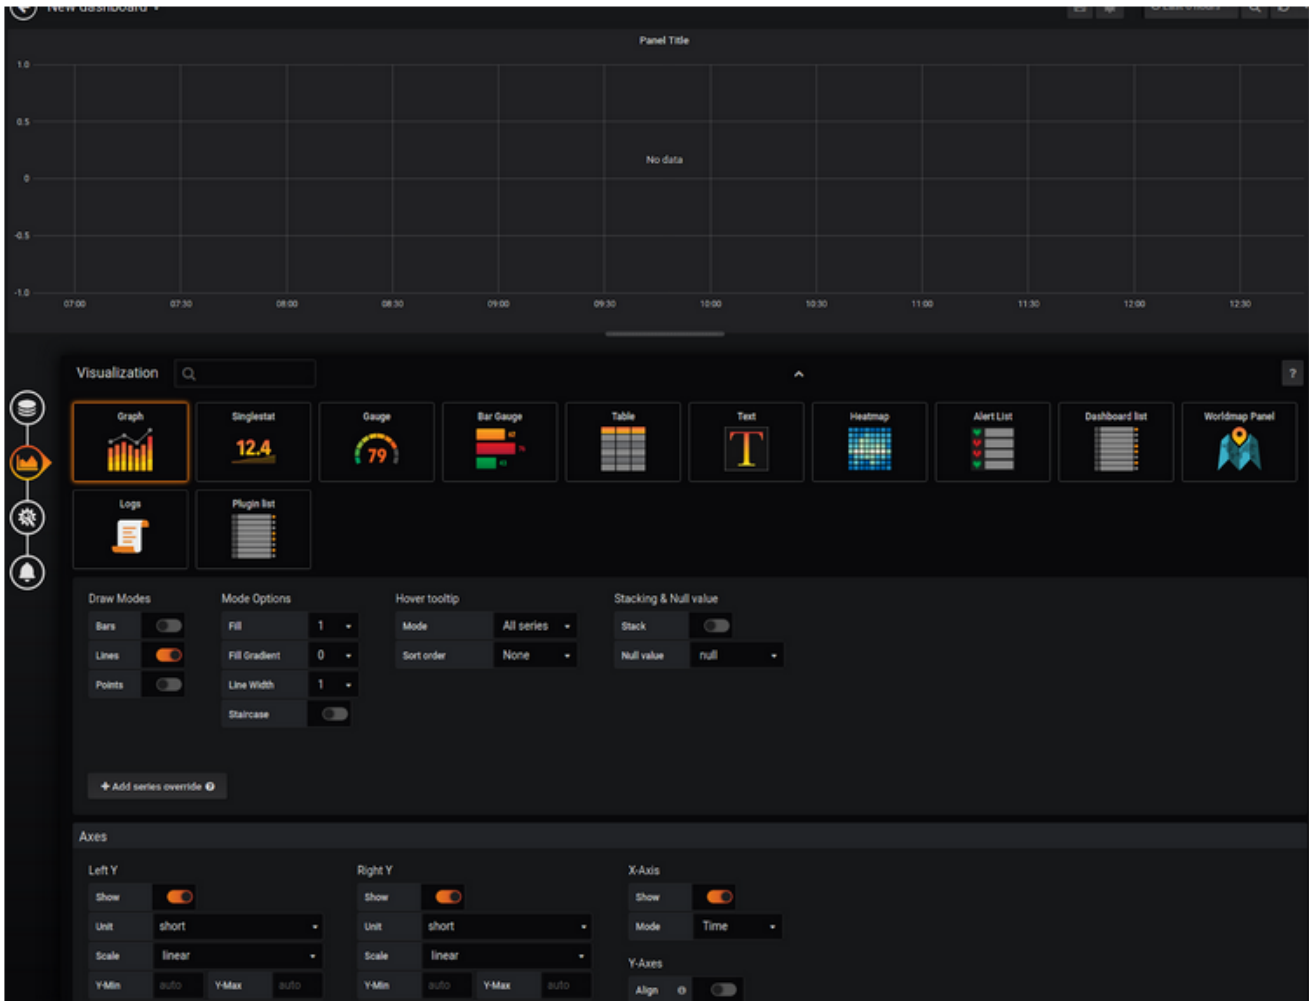 New dashboard
Last 6 hours
Panel Title
1.0
0.5
No data
0
-0.5
-1.0
07:00 07:30 08:00 08:30 09:00 09:30 10:00 10:30 11:00 11:30 12:00 12:30
Visualization
?
Graph Singlestat Gauge Bar Gauge Table Text Heatmap Alert List Dashboard list Worldmap Panel
12.4 79 T
Logs Plugin list
Draw Modes Mode Options Hover tooltip Stacking & Null value
Bars Fill 1 Mode All series Stack
Lines Fill Gradient 0 Sort order None Null value null
Points Line Width 1
Staircase
+ Add series override
Axes
Left Y Right Y X-Axis
Show Show Show
Unit short Unit short Mode Time
Scale linear Scale linear
Y-Axes
Y-Min auto Y-Max auto Y-Min auto Y-Max auto
Align